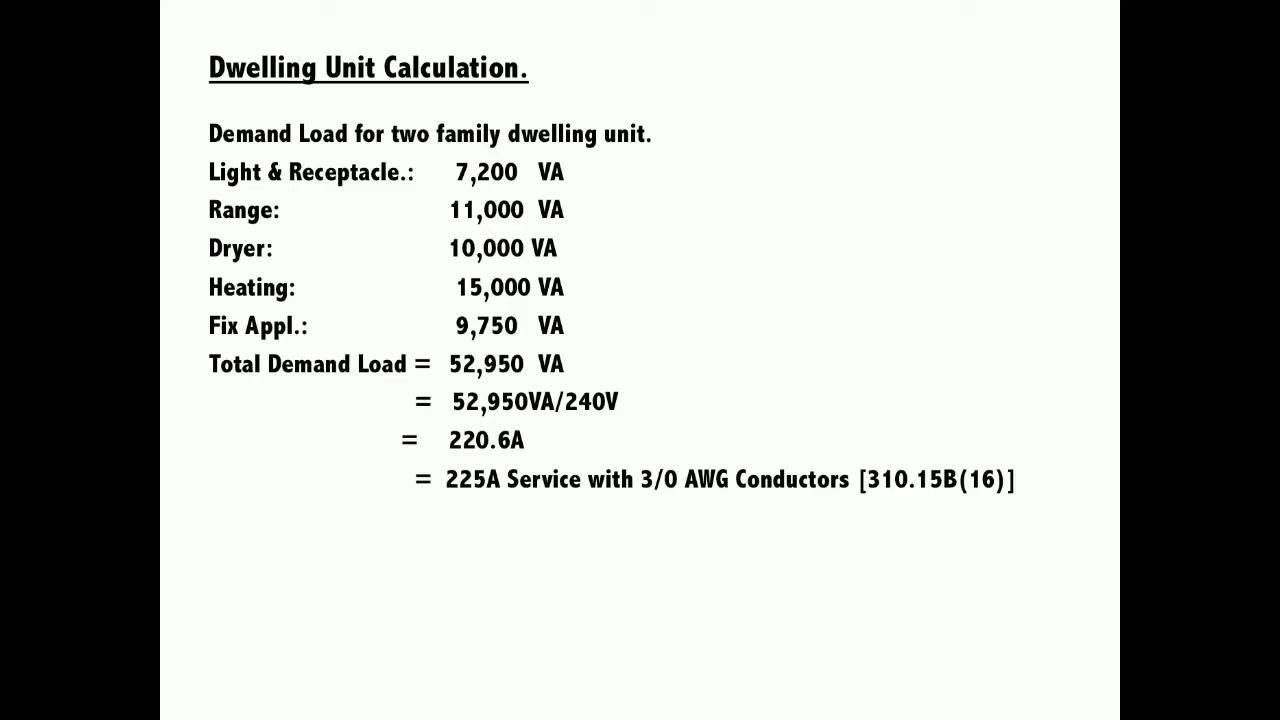 Dwelling Unit Calculation.
Demand Load for two family dwelling unit.
Light & Receptacle.: 7,200 VA
Range: 11,000 VA
Dryer: 10,000 VA
Heating: 15,000 VA
Fix Appl.: 9,750 VA
Total Demand Load = 52,950 VA
= 52,950VA/240V
= 220.6A
= 225A Service with 3/0 AWG Conductors [310.15B(16)]